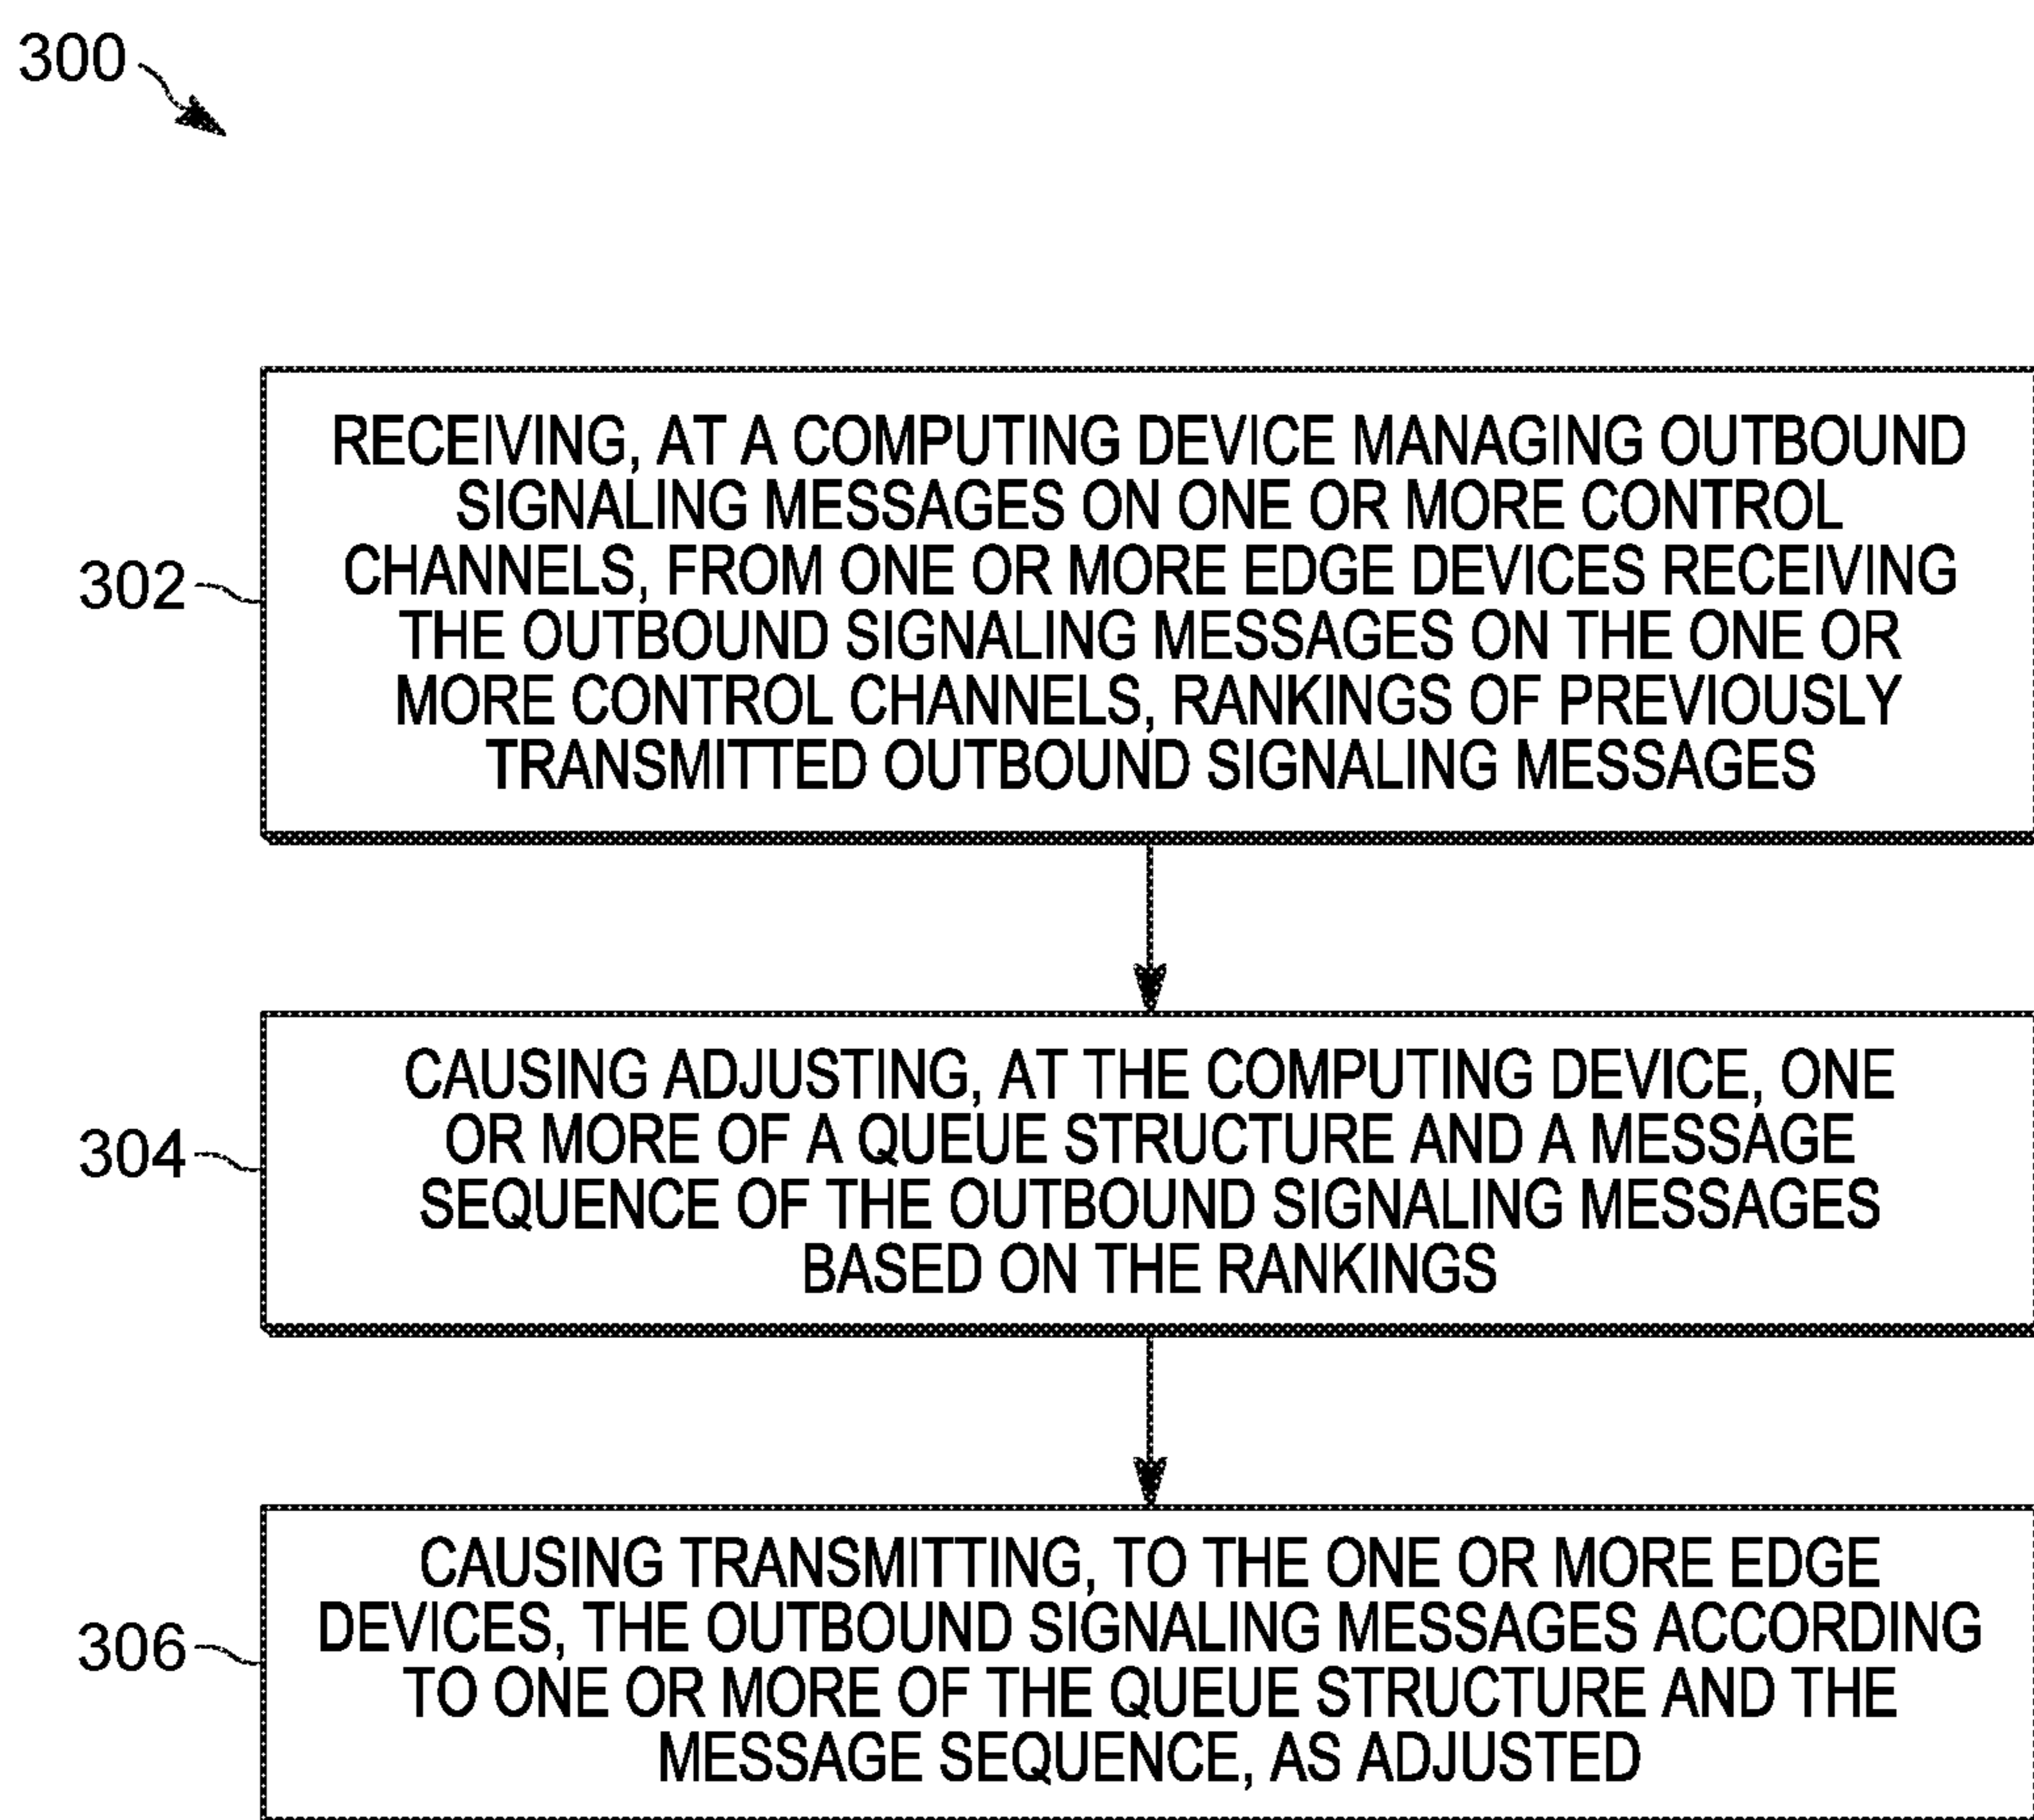 300
RECEIVING, AT A COMPUTING DEVICE MANAGING OUTBOUND
SIGNALING MESSAGES ON ONE OR MORE CONTROL
CHANNELS, FROM ONE OR MORE EDGE DEVICES RECEIVING
THE OUTBOUND SIGNALING MESSAGES ON THE ONE OR
MORE CONTROL CHANNELS, RANKINGS OF PREVIOUSLY
TRANSMITTED OUTBOUND SIGNALING MESSAGES
302
CAUSING ADJUSTING, AT THE COMPUTING DEVICE, ONE
OR MORE OF A QUEUE STRUCTURE AND A MESSAGE
SEQUENCE OF THE OUTBOUND SIGNALING MESSAGES
BASED ON THE RANKINGS
304
CAUSING TRANSMITTING, TO THE ONE OR MORE EDGE
DEVICES, THE OUTBOUND SIGNALING MESSAGES ACCORDING
TO ONE OR MORE OF THE QUEUE STRUCTURE AND THE
MESSAGE SEQUENCE, AS ADJUSTED
306